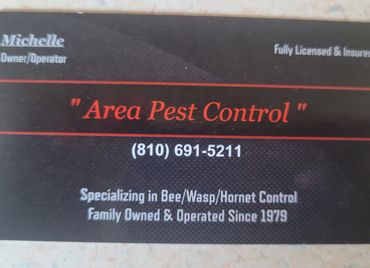 Michelle
Owner/Operator
Fully Licensed & Insure
" Area Pest Control "
(810) 691-5211
Specializing in Bee/Wasp/Hornet Control
Family Owned & Operated Since 1979